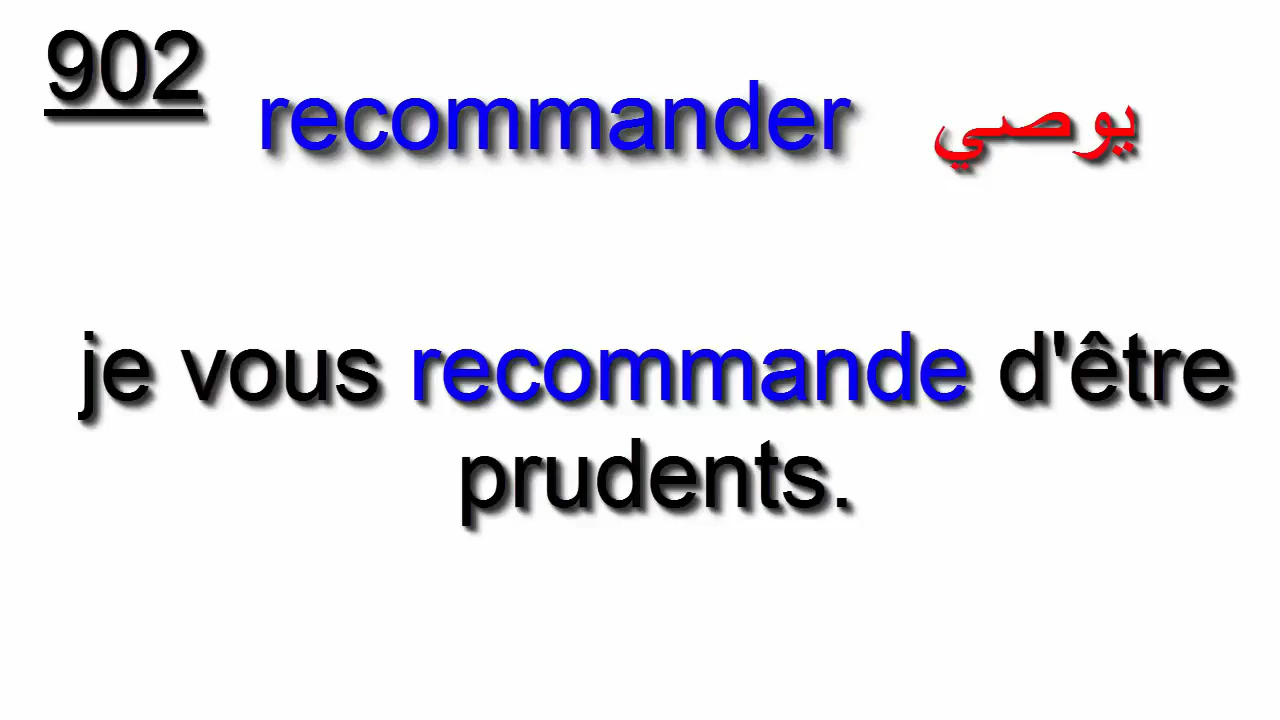 902
recommander يوصي
je vous recommande d'être
prudents.